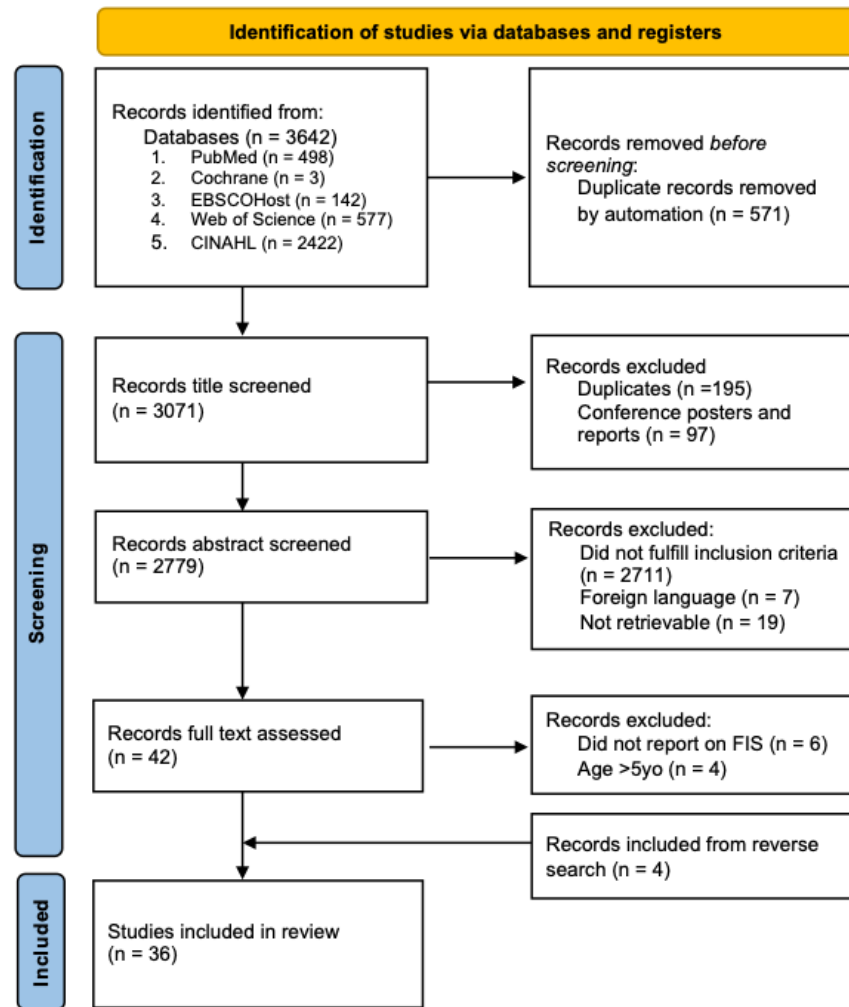 Identification of studies via databases and registers
Identification
Records identified from:
Databases (n = 3642)
1. PubMed (n = 498)
2. Cochrane (n = 3)
3. EBSCOHost (n = 142)
4. Web of Science (n = 577)
5. CINAHL (n = 2422)
Records removed before
screening:
Duplicate records removed
by automation (n = 571)
Screening
Records title screened
(n = 3071)
Records excluded
Duplicates (n =195)
Conference posters and
reports (n = 97)
Records abstract screened
(n = 2779)
Records excluded:
Did not fulfill inclusion criteria
(n = 2711)
Foreign language (n = 7)
Not retrievable (n = 19)
Records full text assessed
(n = 42)
Records excluded:
Did not report on FIS (n = 6)
Age >5yo (n = 4)
Records included from reverse
search (n = 4)
Included
Studies included in review
(n = 36)